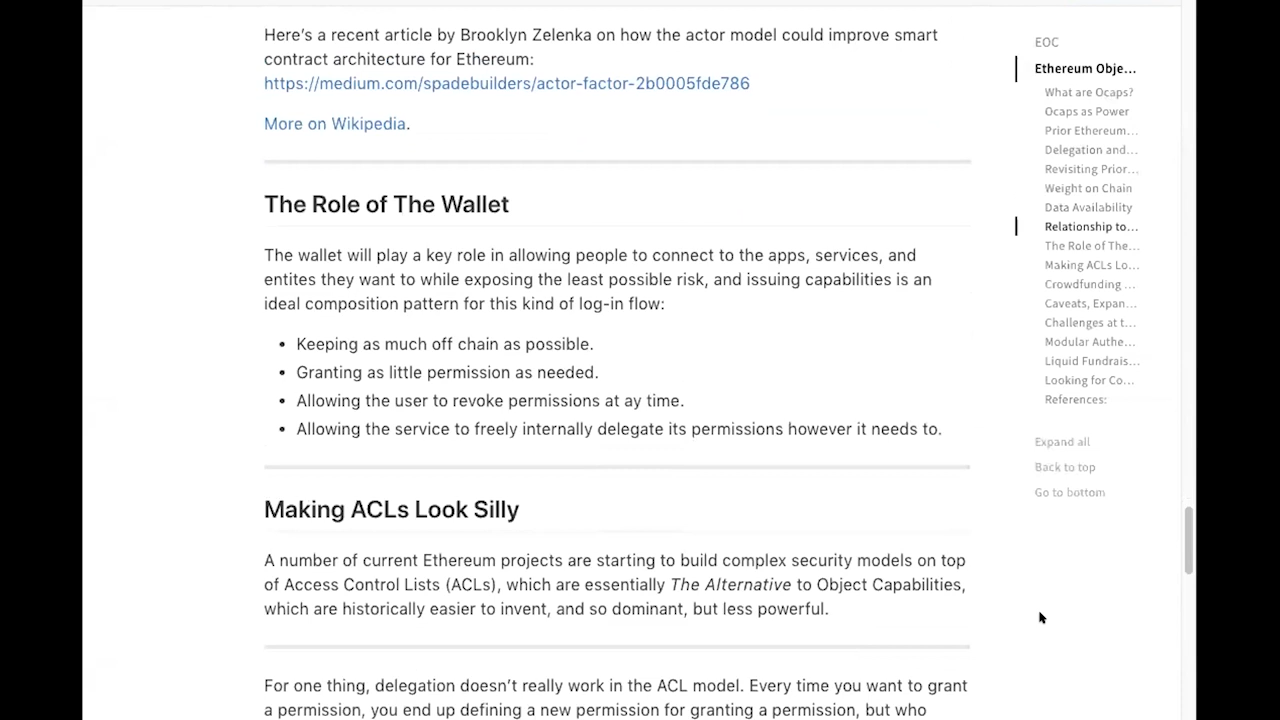 Here's a recent article by Brooklyn Zelenka on how the actor model could improve smart
contract architecture for Ethereum:
https://medium.com/spadebuilders/actor-factor-2b0005fde786
More on Wikipedia.
The Role of The Wallet
The wallet will play a key role in allowing people to connect to the apps, services, and
entites they want to while exposing the least possible risk, and issuing capabilities is an
ideal composition pattern for this kind of log-in flow:
• Keeping as much off chain as possible.
• Granting as little permission as needed.
• Allowing the user to revoke permissions at ay time.
• Allowing the service to freely internally delegate its permissions however it needs to.
Making ACLs Look Silly
A number of current Ethereum projects are starting to build complex security models on top
of Access Control Lists (ACLs), which are essentially The Alternative to Object Capabilities,
which are historically easier to invent, and so dominant, but less powerful.
For one thing, delegation doesn't really work in the ACL model. Every time you want to grant
a permission, you end up defining a new permission for granting a permission, but who
EOC
Ethereum Obje...
What are Ocaps?
Ocaps as Power
Prior Ethereum...
Delegation and...
Revisiting Prior...
Weight on Chain
Data Availability
Relationship to...
The Role of The...
Making ACLs Lo...
Crowdfunding ...
Caveats, Expan...
Challenges at t...
Modular Authe...
Liquid Fundrais...
Looking for Co...
References:
Expand all
Back to top
Go to bottom